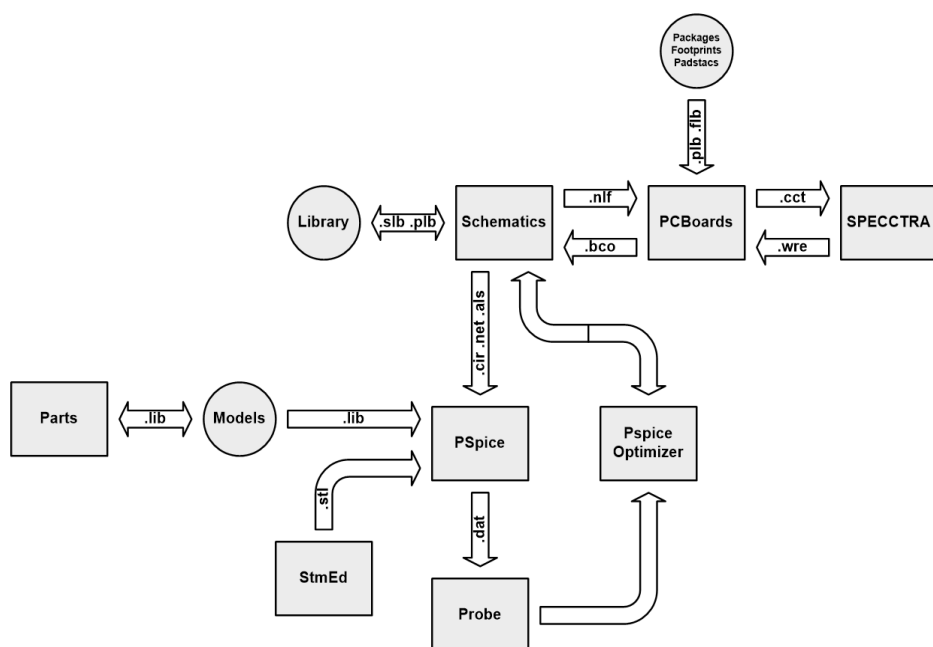 Packages
Footprints
Padstacs
.plb .flb
Library
.slb .plb
Schematics
.nlf
.bco
PCBoards
.cct
.wre
SPECCTRA
.cir .net .als
Parts
.lib
Models
.lib
PSpice
Pspice
Optimizer
.stl
.dat
StmEd
Probe